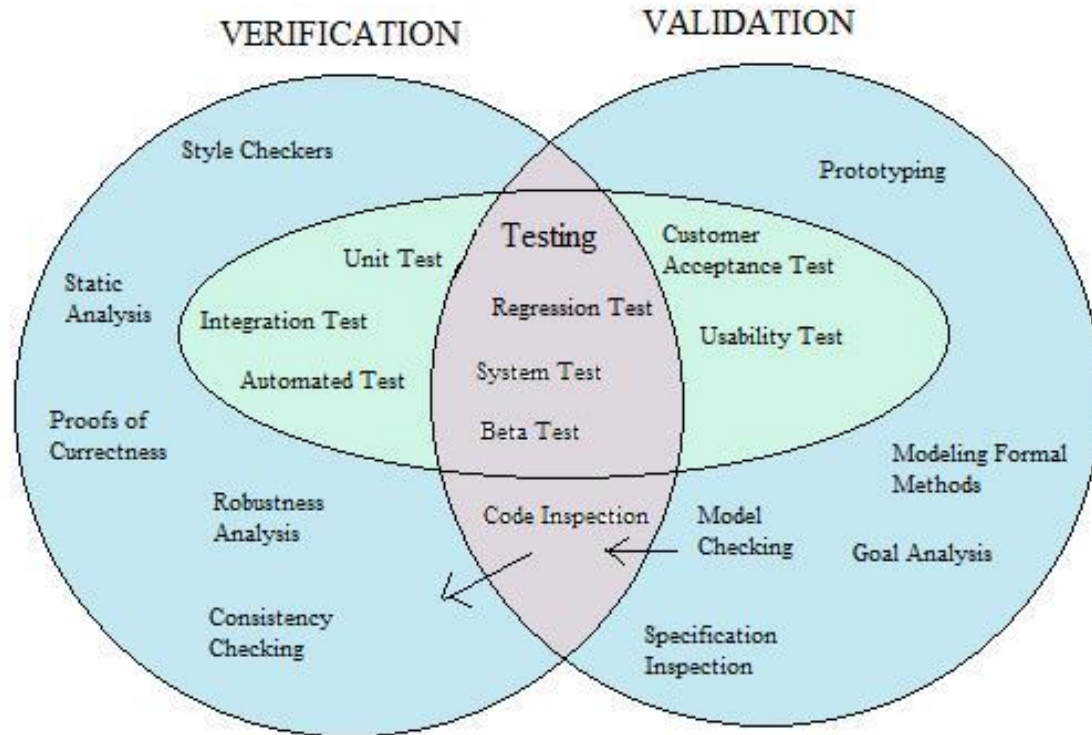 VERIFICATION
VALIDATION
Style Checkers
Prototyping
Testing
Customer
Acceptance Test
Unit Test
Static
Analysis
Regression Test
Integration Test
Usability Test
System Test
Automated Test
Proofs of
Currectness
Beta Test
Modeling Formal
Methods
Robustness
Analysis
Code Inspection
Model
Checking
Goal Analysis
Consistency
Checking
Specification
Inspection